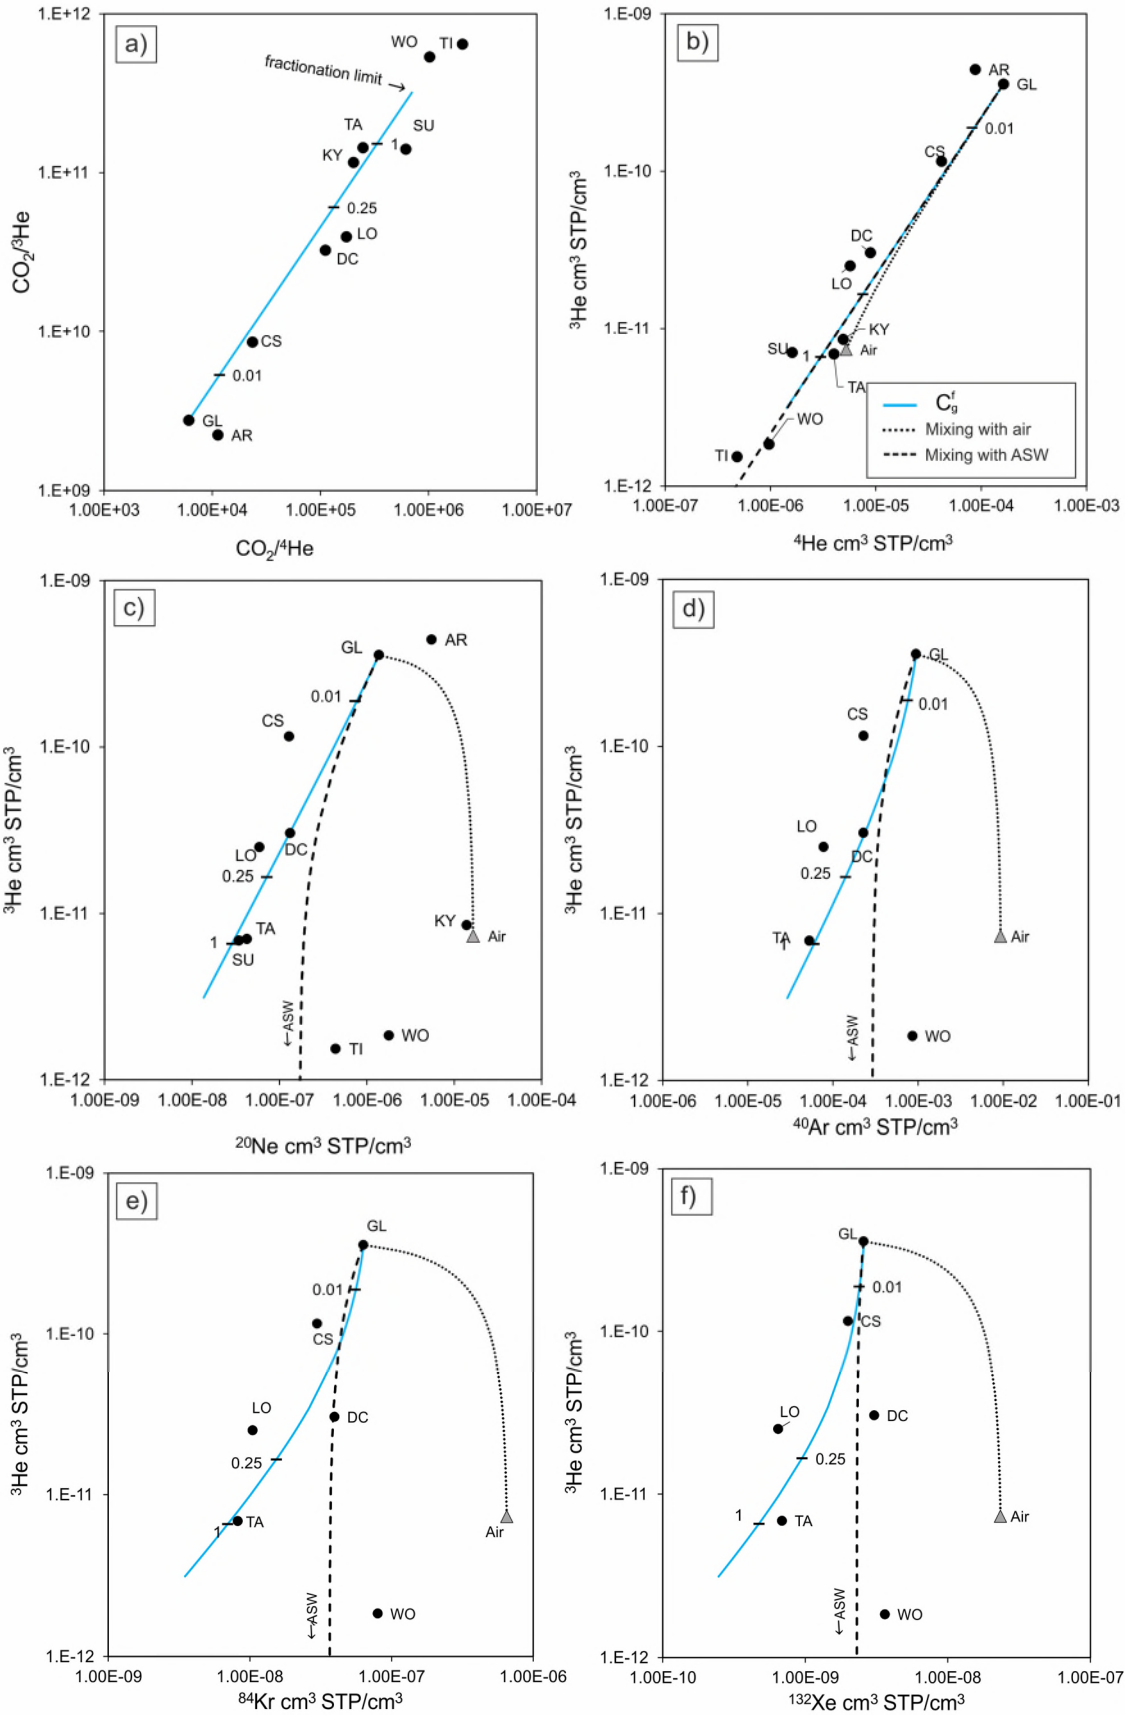 a)
1.E+12
1.E+11
1.E+10
1.E+09
CO2/3He
WO
TI
fractionation limit
TA
SU
KY
1
0.25
LO
DC
CS
0.01
GL
AR
1.00E+03
1.00E+04
1.00E+05
1.00E+06
1.00E+07
CO2/4He
b)
1.E-09
1.E-10
1.E-11
1.E-12
3He cm3 STP/cm3
AR
GL
0.01
CS
DC
LO
KY
SU
1
Air
TA
WO
TI
Cgf
Mixing with air
Mixing with ASW
1.00E-07
1.00E-06
1.00E-05
1.00E-04
1.00E-03
4He cm3 STP/cm3
c)
1.E-09
1.E-10
1.E-11
1.E-12
3He cm3 STP/cm3
GL
AR
0.01
CS
LO
DC
0.25
KY
Air
TA
1
SU
←ASW
WO
TI
1.00E-09
1.00E-08
1.00E-07
1.00E-06
1.00E-05
1.00E-04
20Ne cm3 STP/cm3
d)
1.E-09
1.E-10
1.E-11
1.E-12
3He cm3 STP/cm3
GL
0.01
CS
LO
DC
0.25
TA
1
Air
←ASW
WO
1.00E-06
1.00E-05
1.00E-04
1.00E-03
1.00E-02
1.00E-01
40Ar cm3 STP/cm3
e)
1.E-09
1.E-10
1.E-11
1.E-12
3He cm3 STP/cm3
GL
0.01
CS
LO
DC
0.25
TA
1
Air
←ASW
WO
1.00E-09
1.00E-08
1.00E-07
1.00E-06
84Kr cm3 STP/cm3
f)
1.E-09
1.E-10
1.E-11
1.E-12
3He cm3 STP/cm3
GL
0.01
CS
LO
DC
0.25
1
TA
Air
←ASW
WO
1.00E-10
1.00E-09
1.00E-08
1.00E-07
132Xe cm3 STP/cm3